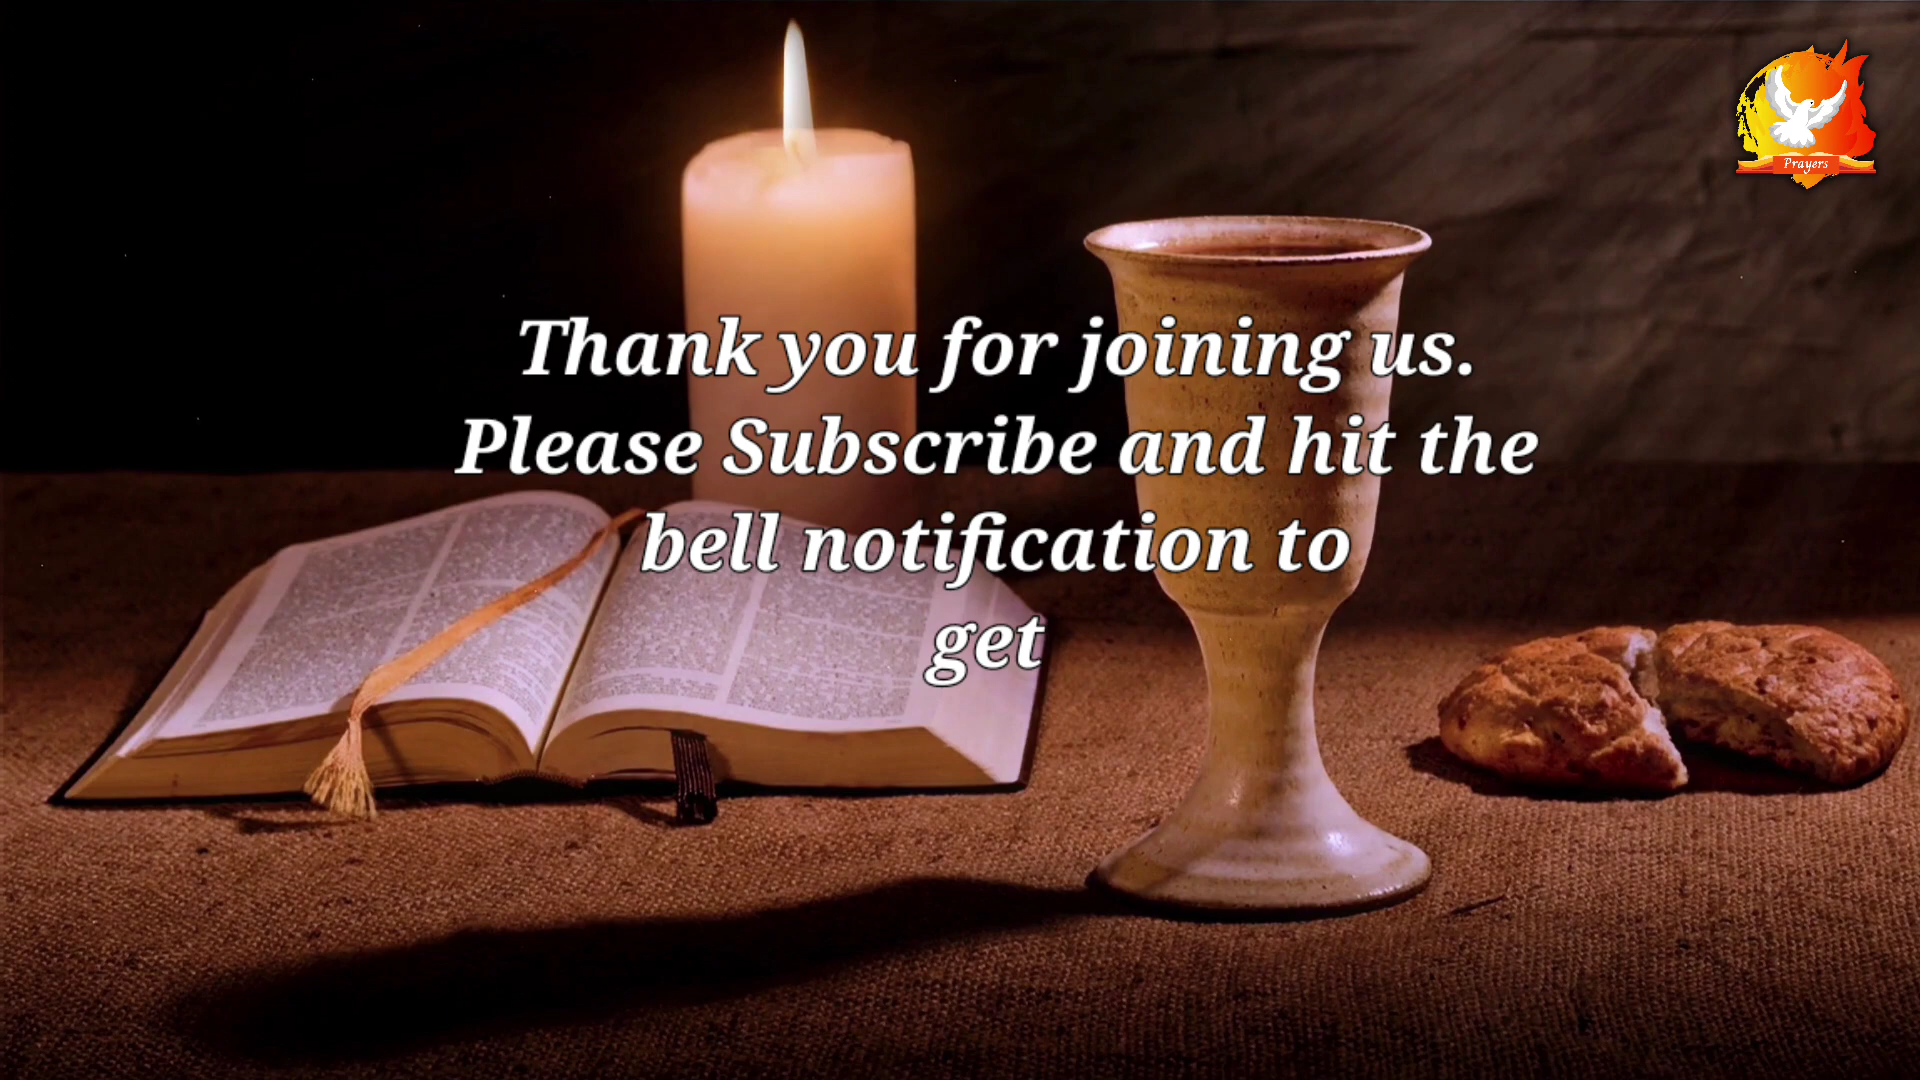 Prayers
Thank you for joining us.
Please Subscribe and hit the
bell notification to
get